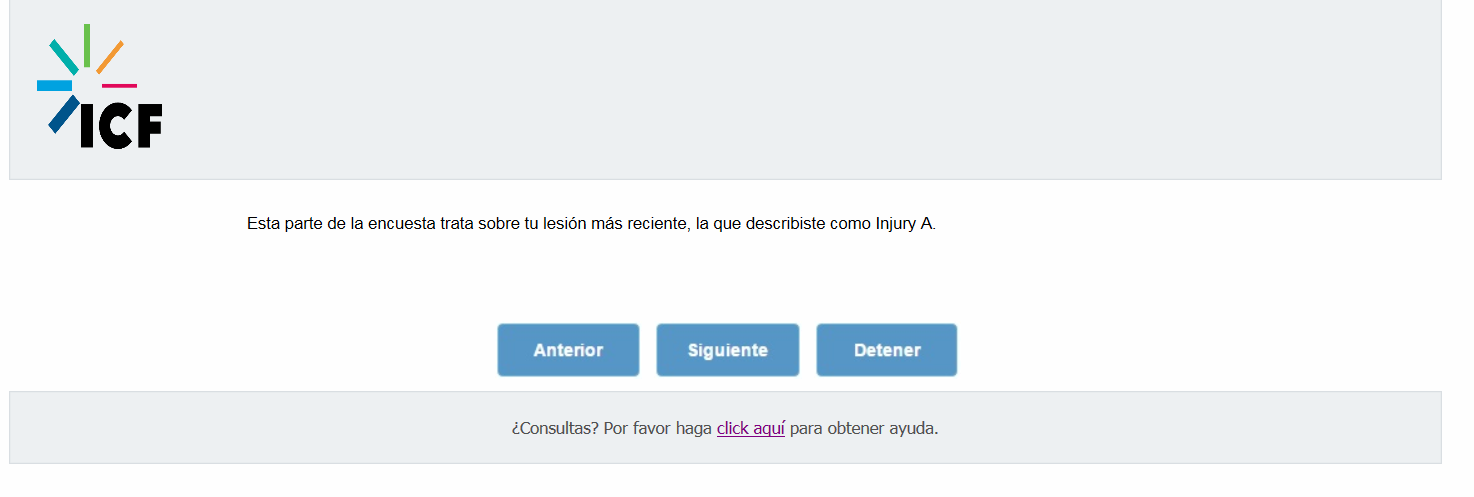 ICF
Esta parte de la encuesta trata sobre tu lesión más reciente, la que describiste como Injury A.
Anterior
Siguiente
Detener
¿Consultas? Por favor haga click aquí para obtener ayuda.